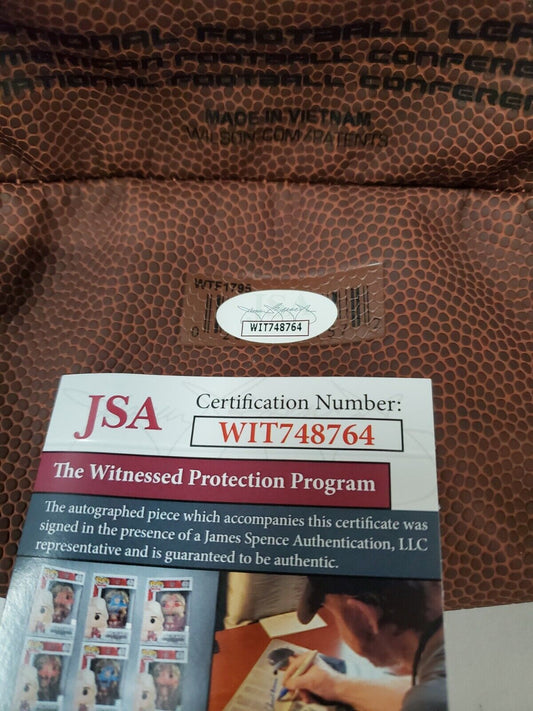 NATIONAL FOOTBALL LEA
AMERICAN FOOTBALL CONFERE
NATIONAL FOOTBALL CONFEREN
MADE IN VIETNAM
WILSON.COM/PATENTS
WTF1795
JSA
WIT748764
JSA
Certification Number:
WIT748764
The Witnessed Protection Program
The autographed piece which accompanies this certificate was
signed in the presence of a James Spence Authentication, LLC
representative and is guaranteed to be authentic.